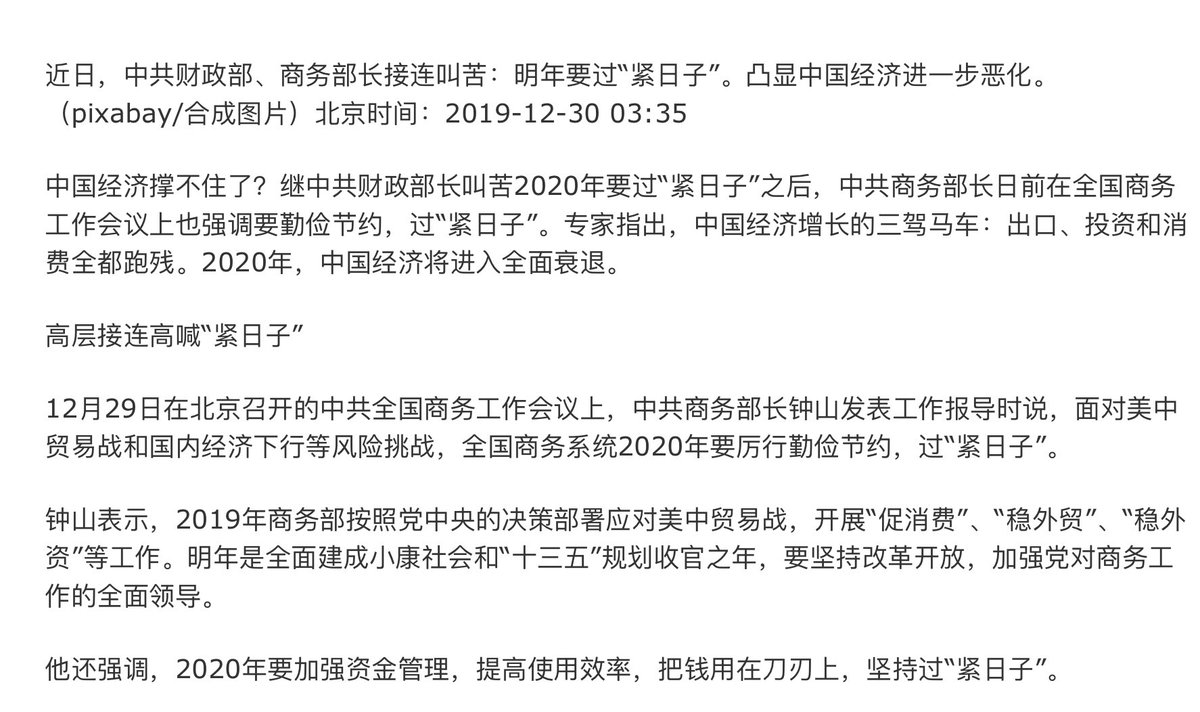 近日，中共财政部、商务部长接连叫苦：明年要过“紧日子”。凸显中国经济进一步恶化。
（pixabay/合成图片）北京时间：2019-12-30 03:35
中国经济撑不住了？继中共财政部长叫苦2020年要过“紧日子”之后，中共商务部长日前在全国商务
工作会议上也强调要勤俭节约，过“紧日子”。专家指出，中国经济增长的三驾马车：出口、投资和消
费全都跑残。2020年，中国经济将进入全面衰退。
高层接连高喊“紧日子”
12月29日在北京召开的中共全国商务工作会议上，中共商务部长钟山发表工作报导时说，面对美中
贸易战和国内经济下行等风险挑战，全国商务系统2020年要厉行勤俭节约，过“紧日子”。
钟山表示，2019年商务部按照党中央的决策部署应对美中贸易战，开展“促消费”、“稳外贸”、“稳外
资”等工作。明年是全面建成小康社会和“十三五”规划收官之年，要坚持改革开放，加强党对商务工
作的全面领导。
他还强调，2020年要加强资金管理，提高使用效率，把钱用在刀刃上，坚持过“紧日子”。